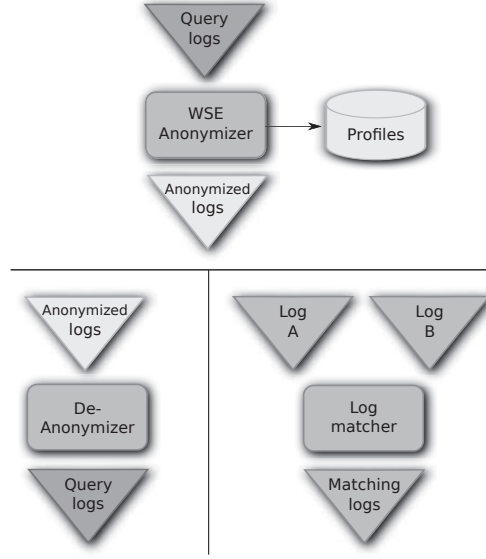 Query
logs
WSE
Anonymizer
Profiles
Anonymized
logs
Anonymized
logs
De-
Anonymizer
Query
logs
Log
A
Log
B
Log
matcher
Matching
logs